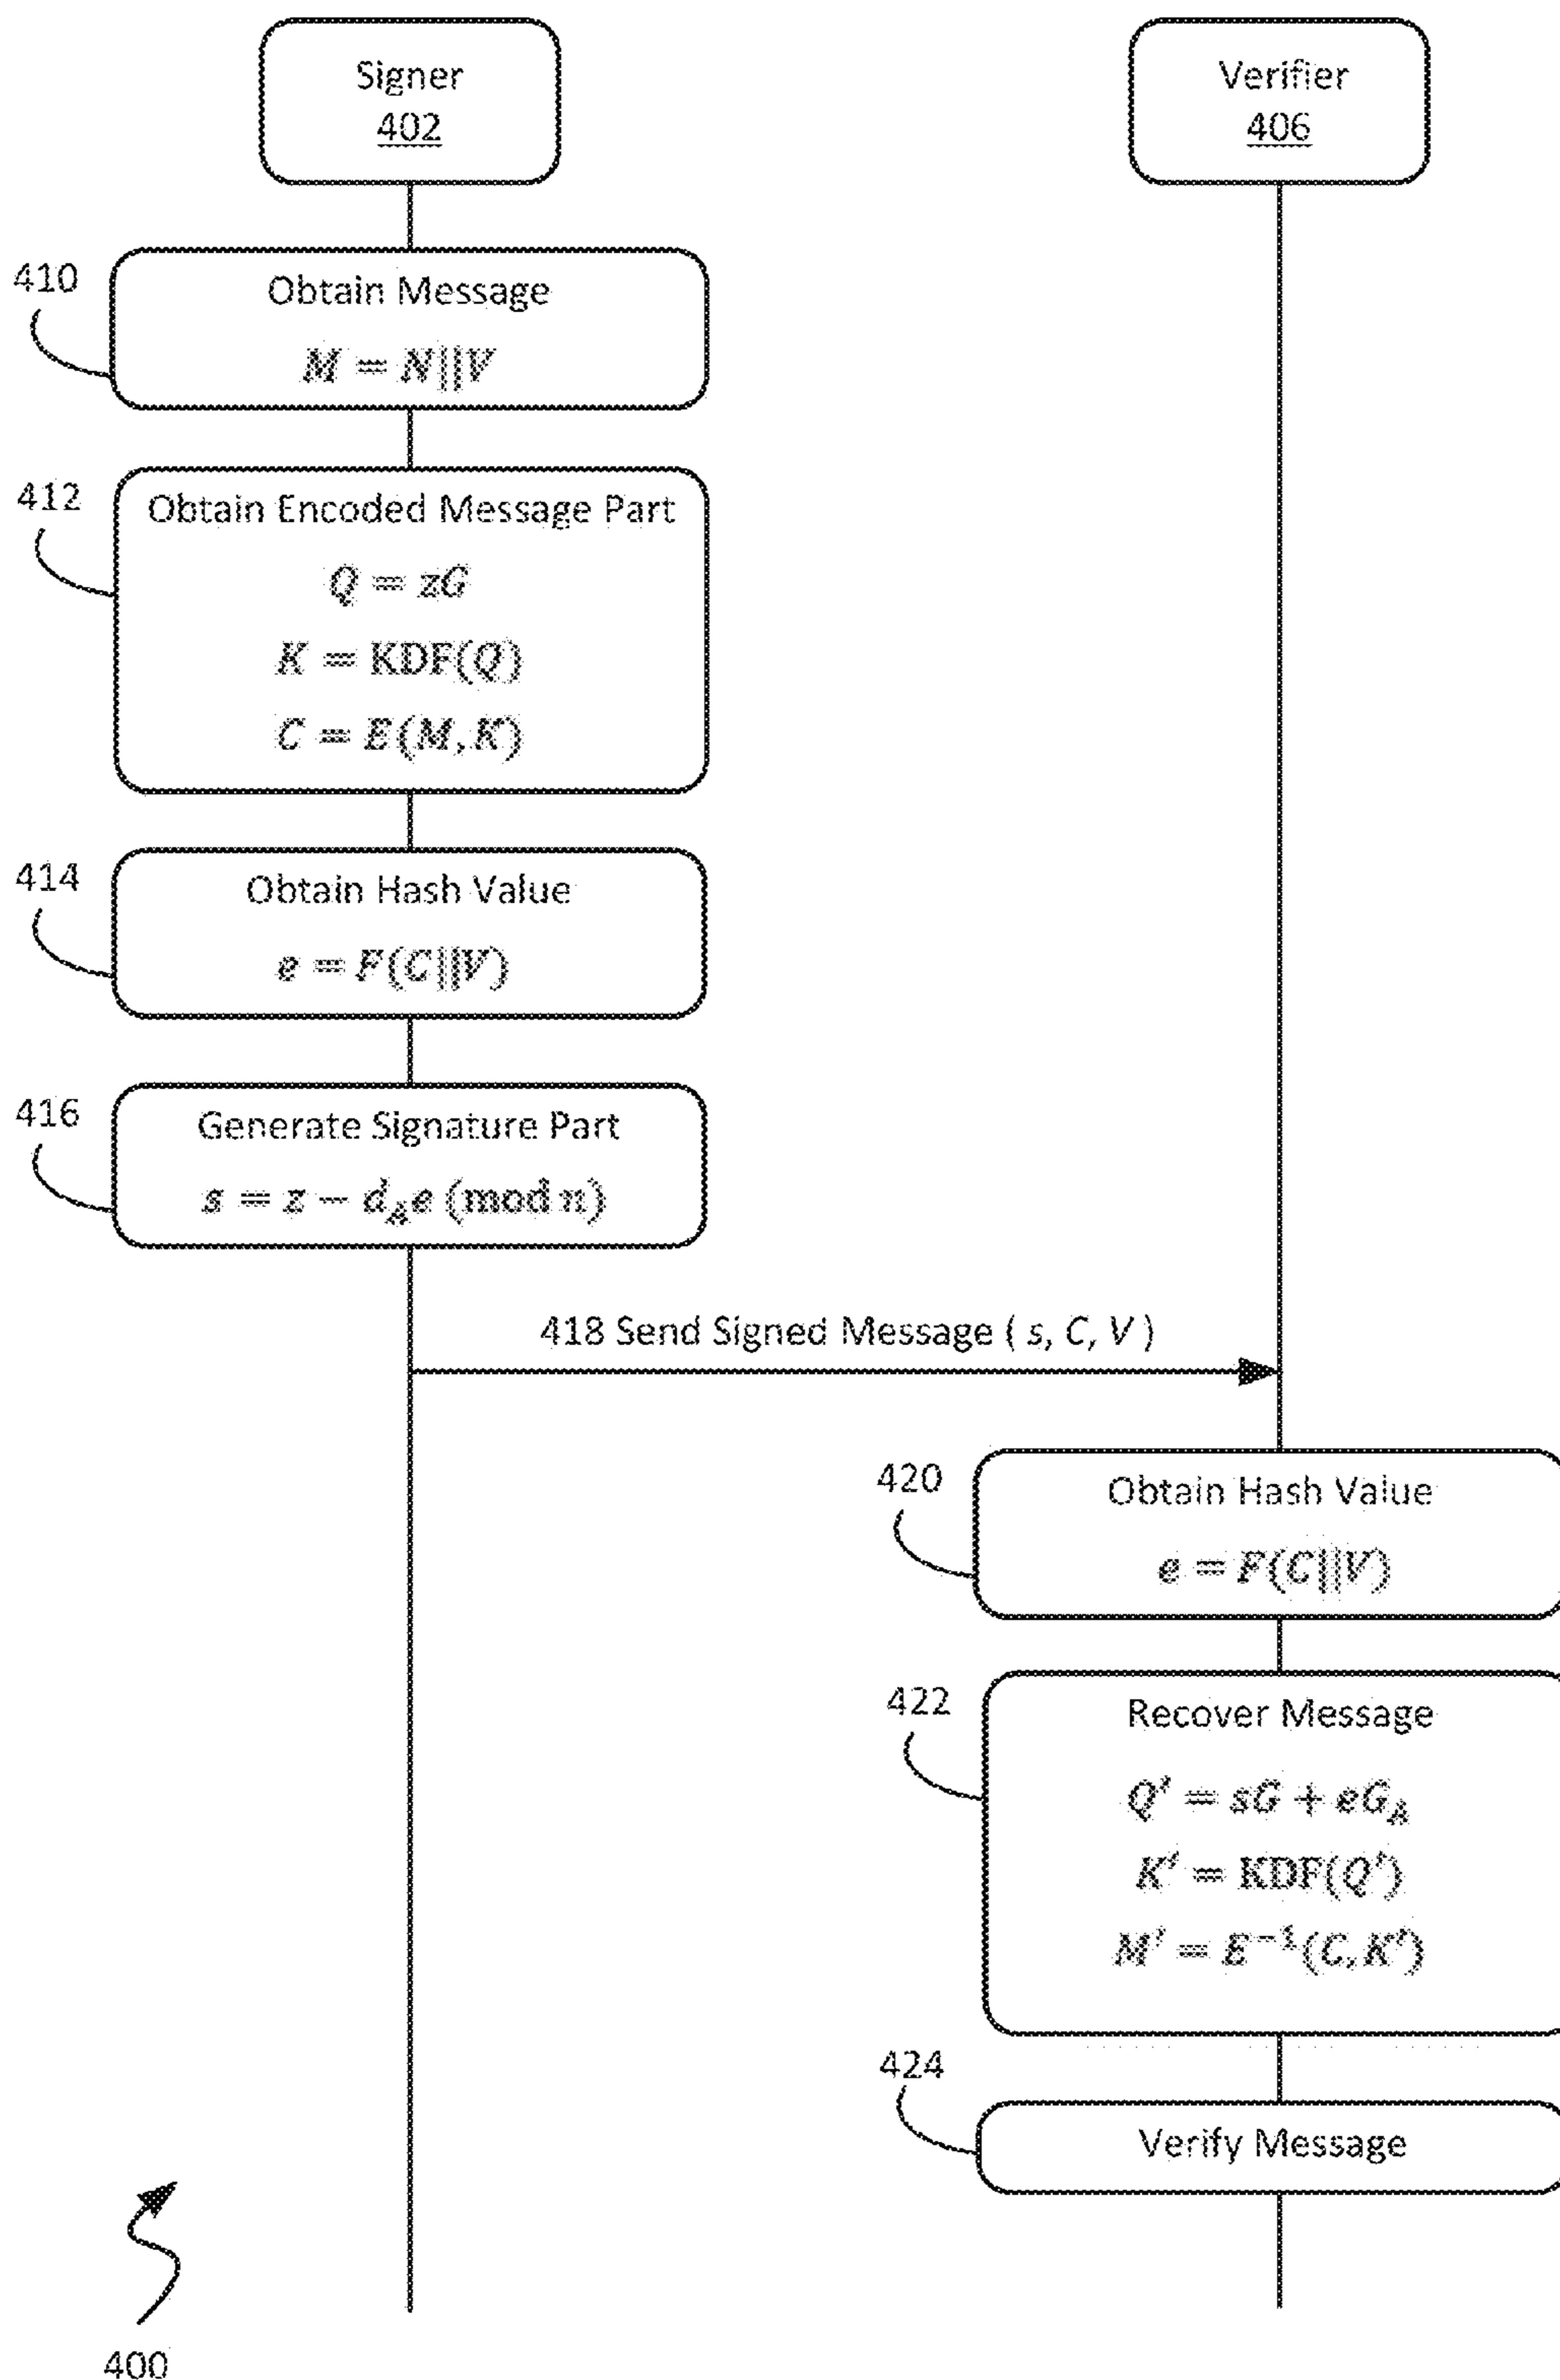 Signer
402
Verifier
406
410
Obtain Message
M = N||V
412
Obtain Encoded Message Part
Q = zG
K = KDF(Q)
C = E(M, K)
414
Obtain Hash Value
e = F(C||V)
416
Generate Signature Part
s = z − d_A e (mod n)
418 Send Signed Message ( s, C, V )
420
Obtain Hash Value
e = F(C||V)
422
Recover Message
Q′ = sG + eG_A
K′ = KDF(Q′)
M′ = E⁻¹(C, K′)
424
Verify Message
400